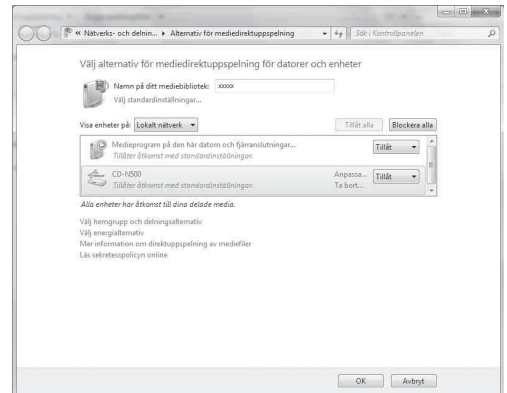 « Nätverks- och delnin... ▸ Alternativ för mediedirektuppspelning
Sök i Kontrollpanelen
Välj alternativ för mediedirektuppspelning för datorer och enheter
Namn på ditt mediebibliotek: xxxxx
Välj standardinställningar...
Visa enheter på: Lokalt nätverk
Tillåt alla Blockera alla
Medieprogram på den här datorn och fjärranslutningar...
Tillåt
Tillåter åtkomst med standardinställningar.
CD-N500
Anpassa...
Tillåt
Tillåter åtkomst med standardinställningar.
Ta bort...
Alla enheter har åtkomst till dina delade media.
Välj hemgrupp och delningsalternativ
Välj energialternativ
Mer information om direktuppspelning av mediefiler
Läs sekretesspolicyn online
OK Avbryt